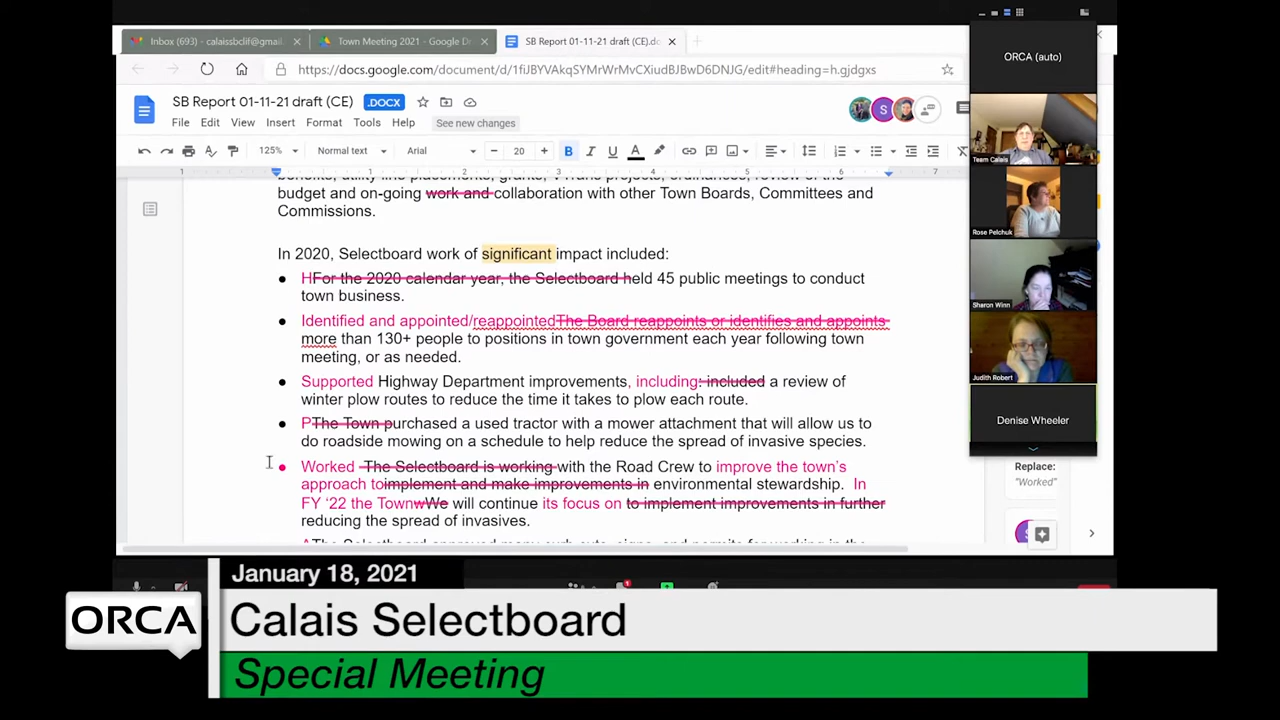 Inbox (693) - calaissbclif@gmail
Town Meeting 2021 - Google Dr
SB Report 01-11-21 draft (CE).do
https://docs.google.com/document/d/1fiJBYVAkqSYMrWrMvCXiudBJBwD6DNJG/edit#heading=h.gjdgxs
SB Report 01-11-21 draft (CE) .DOCX
File Edit View Insert Format Tools Help See new changes
125% Normal text Arial 20
budget and on-going work and collaboration with other Town Boards, Committees and
Commissions.
In 2020, Selectboard work of significant impact included:
HFor the 2020 calendar year, the Selectboard held 45 public meetings to conduct
town business.
Identified and appointed/reappointedThe Board reappoints or identifies and appoints
more than 130+ people to positions in town government each year following town
meeting, or as needed.
Supported Highway Department improvements, including: included a review of
winter plow routes to reduce the time it takes to plow each route.
PThe Town purchased a used tractor with a mower attachment that will allow us to
do roadside mowing on a schedule to help reduce the spread of invasive species.
Worked The Selectboard is working with the Road Crew to improve the town's
approach toimplement and make improvements in environmental stewardship. In
FY '22 the TownwWe will continue its focus on to implement improvements in further
reducing the spread of invasives.
ORCA (auto)
Team Calais
Rose Pelchuk
Sharon Winn
Judith Robert
Denise Wheeler
Replace:
"Worked"
January 18, 2021
ORCA
Calais Selectboard
Special Meeting